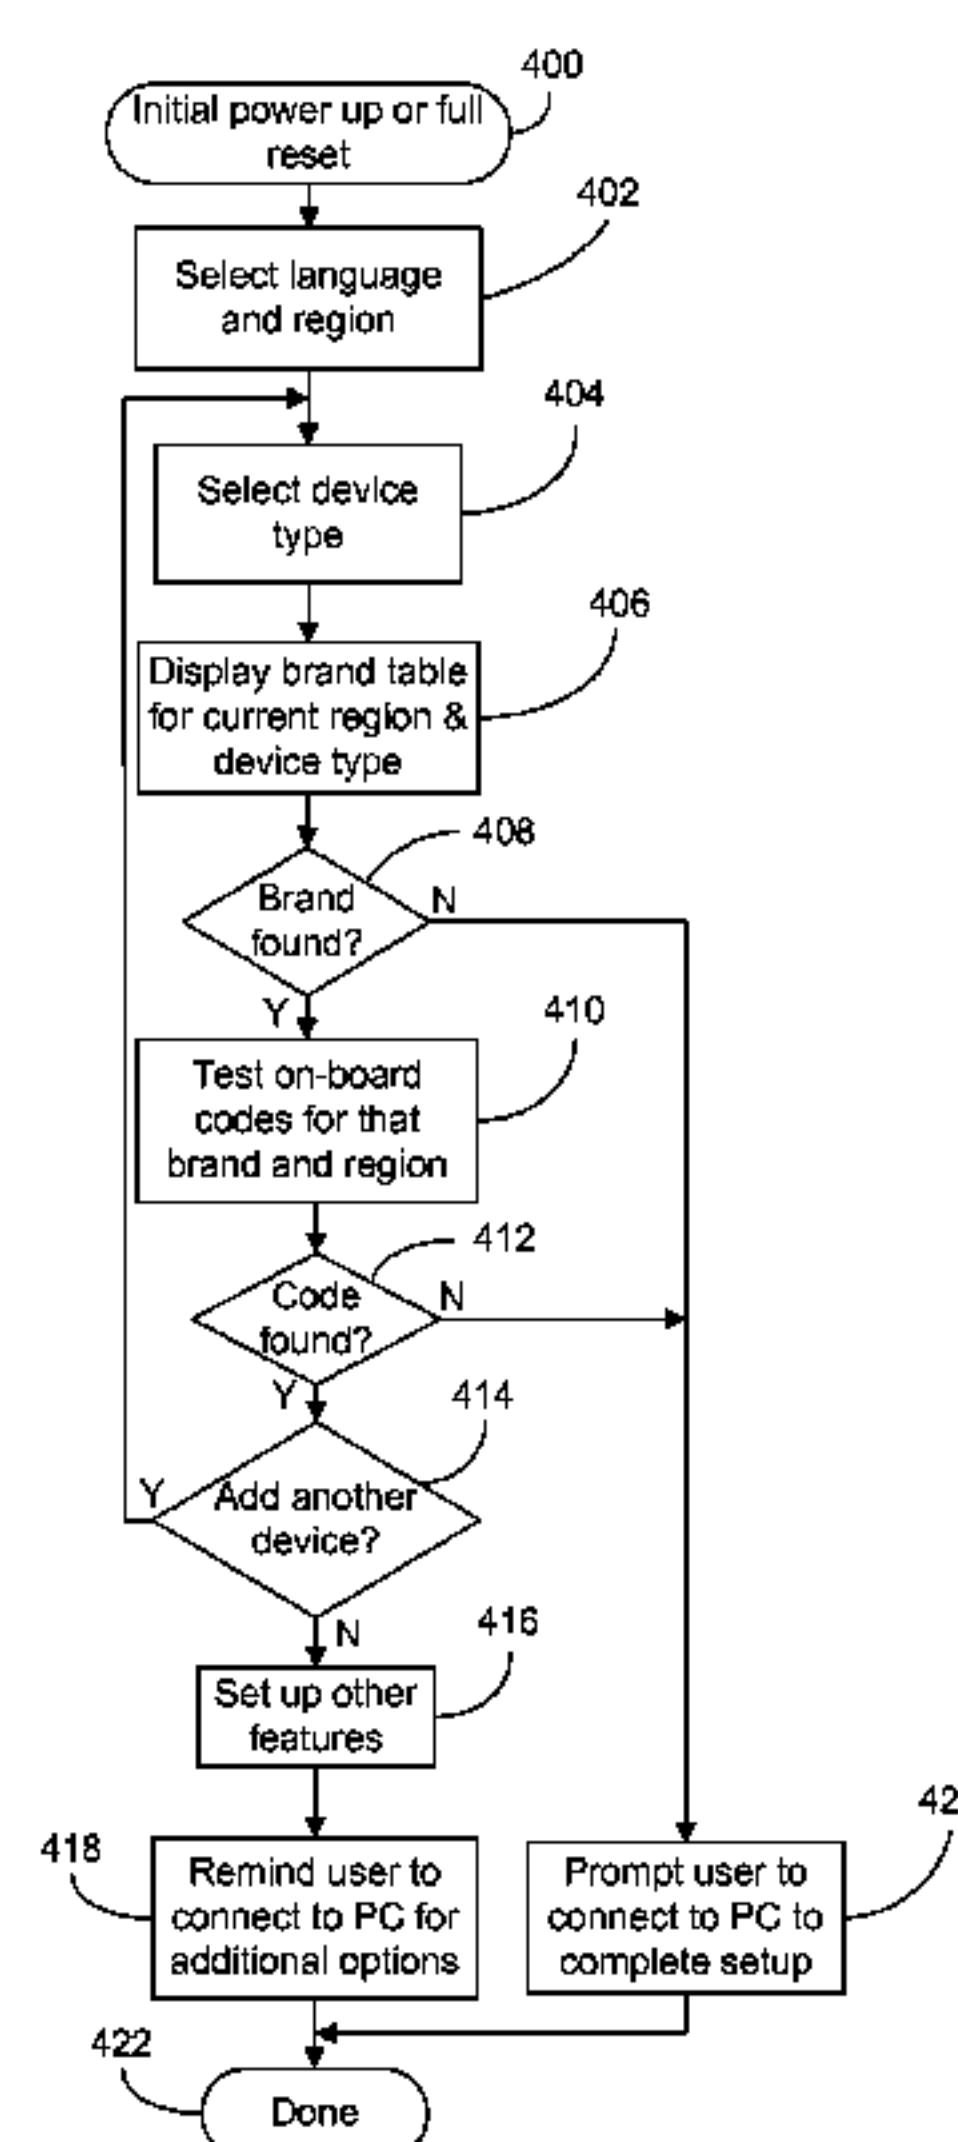 400
Initial power up or full
reset
402
Select language
and region
404
Select device
type
406
Display brand table
for current region &
device type
408
Brand
found?
N
Y
410
Test on-board
codes for that
brand and region
412
Code
found?
N
Y
414
Add another
device?
Y
N
416
Set up other
features
418
Remind user to
connect to PC for
additional options
42
Prompt user to
connect to PC to
complete setup
422
Done